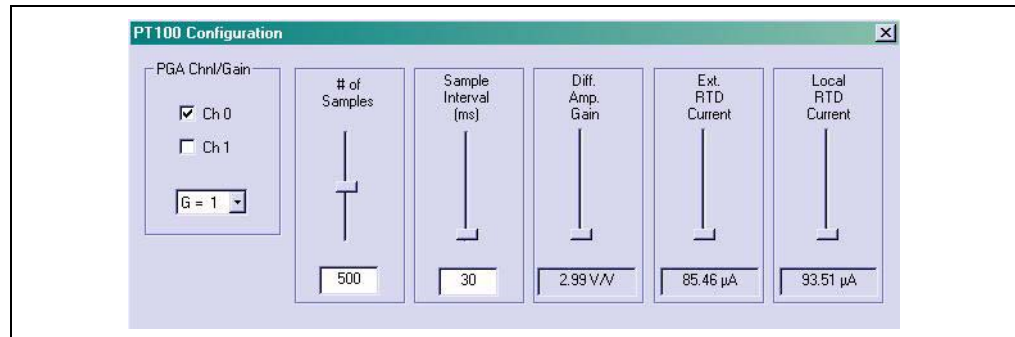 PT100 Configuration
PGA Chnl/Gain
Ch 0
Ch 1
G = 1
# of
Samples
500
Sample
Interval
(ms)
30
Diff.
Amp.
Gain
2.99 V/V
Ext.
RTD
Current
85.46 µA
Local
RTD
Current
93.51 µA